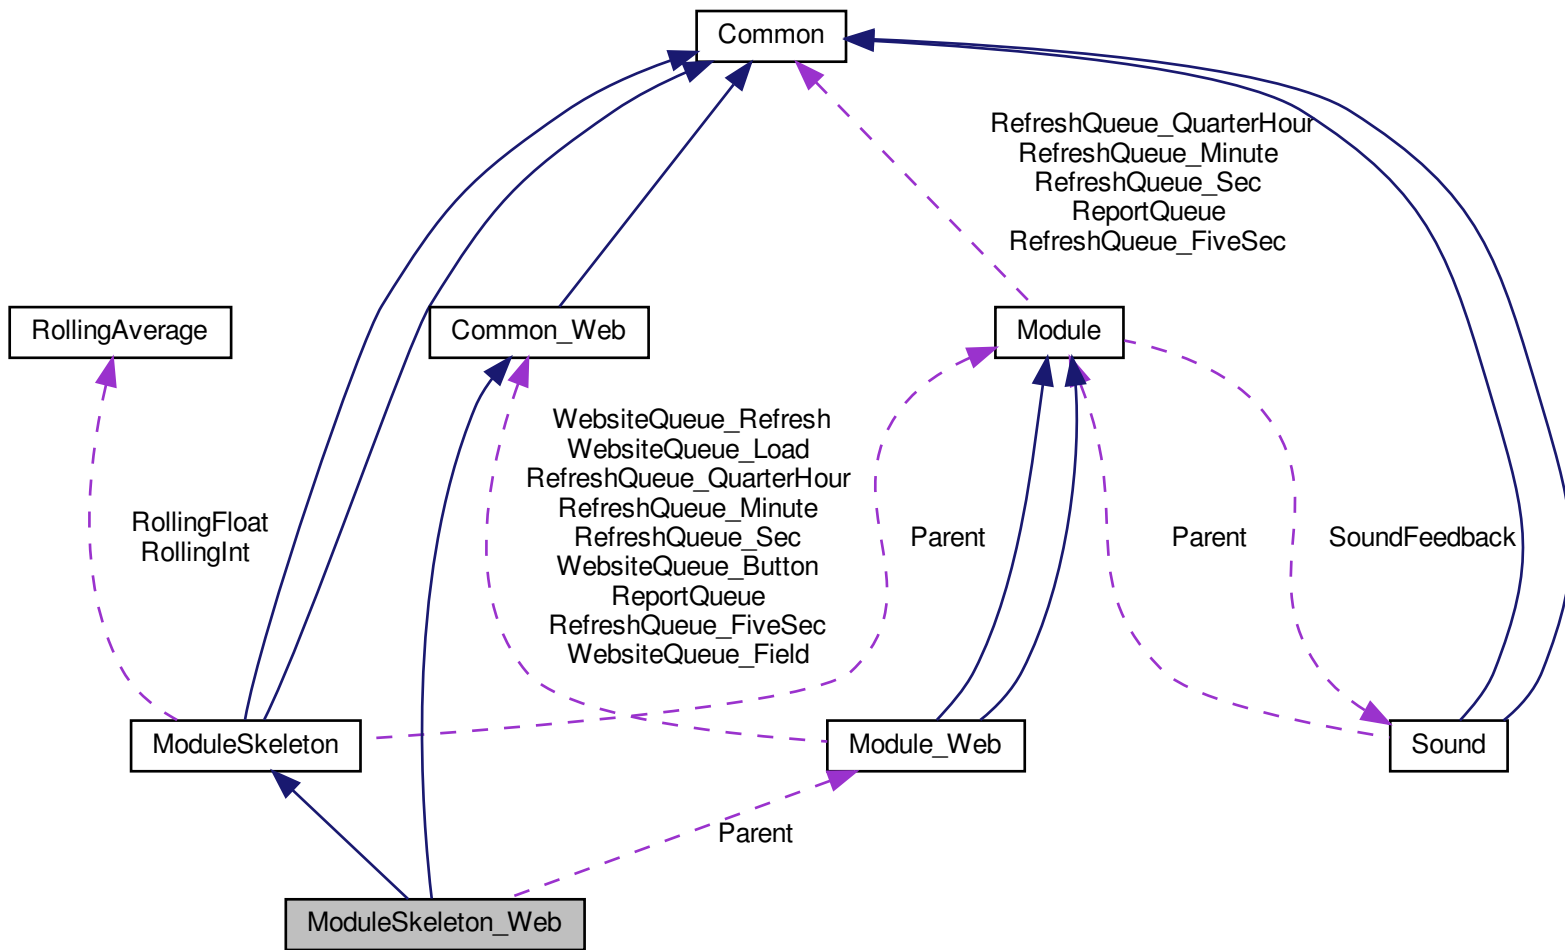 Common
RefreshQueue_QuarterHour
RefreshQueue_Minute
RefreshQueue_Sec
ReportQueue
RefreshQueue_FiveSec
RollingAverage
Common_Web
Module
WebsiteQueue_Refresh
WebsiteQueue_Load
RefreshQueue_QuarterHour
RefreshQueue_Minute
RefreshQueue_Sec
WebsiteQueue_Button
ReportQueue
RefreshQueue_FiveSec
WebsiteQueue_Field
RollingFloat
RollingInt
Parent
Parent
SoundFeedback
ModuleSkeleton
Module_Web
Sound
Parent
ModuleSkeleton_Web